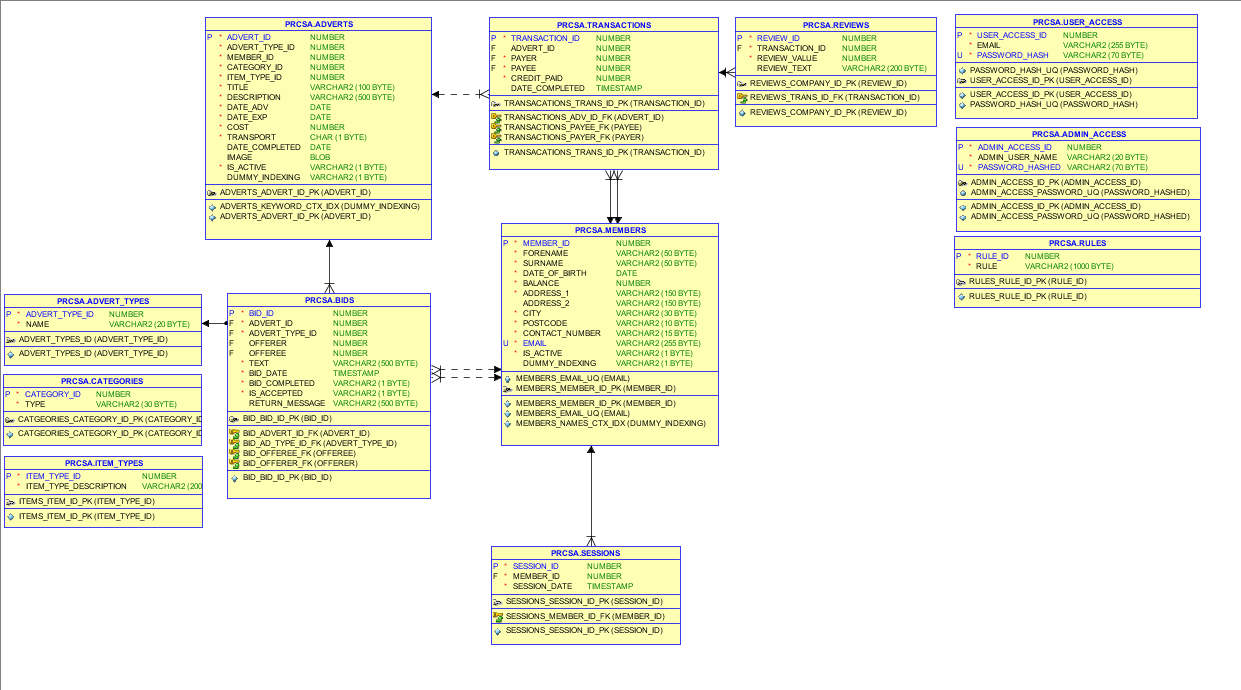 PRCSA.ADVERTS
P * ADVERT_ID NUMBER
* ADVERT_TYPE_ID NUMBER
* MEMBER_ID NUMBER
* CATEGORY_ID NUMBER
* ITEM_TYPE_ID NUMBER
* TITLE VARCHAR2 (100 BYTE)
* DESCRIPTION VARCHAR2 (500 BYTE)
* DATE_ADV DATE
* DATE_EXP DATE
* COST NUMBER
* TRANSPORT CHAR (1 BYTE)
DATE_COMPLETED DATE
IMAGE BLOB
* IS_ACTIVE VARCHAR2 (1 BYTE)
DUMMY_INDEXING VARCHAR2 (1 BYTE)
ADVERTS_ADVERT_ID_PK (ADVERT_ID)
ADVERTS_KEYWORD_CTX_IDX (DUMMY_INDEXING)
ADVERTS_ADVERT_ID_PK (ADVERT_ID)
PRCSA.TRANSACTIONS
P * TRANSACTION_ID NUMBER
F ADVERT_ID NUMBER
F * PAYER NUMBER
F * PAYEE NUMBER
* CREDIT_PAID NUMBER
DATE_COMPLETED TIMESTAMP
TRANSACATIONS_TRANS_ID_PK (TRANSACTION_ID)
TRANSACTIONS_ADV_ID_FK (ADVERT_ID)
TRANSACTIONS_PAYEE_FK (PAYEE)
TRANSACTIONS_PAYER_FK (PAYER)
TRANSACATIONS_TRANS_ID_PK (TRANSACTION_ID)
PRCSA.REVIEWS
P * REVIEW_ID NUMBER
F * TRANSACTION_ID NUMBER
REVIEW_VALUE NUMBER
REVIEW_TEXT VARCHAR2 (200 BYTE)
REVIEWS_COMPANY_ID_PK (REVIEW_ID)
REVIEWS_TRANS_ID_FK (TRANSACTION_ID)
REVIEWS_COMPANY_ID_PK (REVIEW_ID)
PRCSA.USER_ACCESS
P * USER_ACCESS_ID NUMBER
* EMAIL VARCHAR2 (255 BYTE)
U * PASSWORD_HASH VARCHAR2 (70 BYTE)
PASSWORD_HASH_UQ (PASSWORD_HASH)
USER_ACCESS_ID_PK (USER_ACCESS_ID)
USER_ACCESS_ID_PK (USER_ACCESS_ID)
PASSWORD_HASH_UQ (PASSWORD_HASH)
PRCSA.ADMIN_ACCESS
P * ADMIN_ACCESS_ID NUMBER
* ADMIN_USER_NAME VARCHAR2 (20 BYTE)
U * PASSWORD_HASHED VARCHAR2 (70 BYTE)
ADMIN_ACCESS_ID_PK (ADMIN_ACCESS_ID)
ADMIN_ACCESS_PASSWORD_UQ (PASSWORD_HASHED)
ADMIN_ACCESS_ID_PK (ADMIN_ACCESS_ID)
ADMIN_ACCESS_PASSWORD_UQ (PASSWORD_HASHED)
PRCSA.RULES
P * RULE_ID NUMBER
* RULE VARCHAR2 (1000 BYTE)
RULES_RULE_ID_PK (RULE_ID)
RULES_RULE_ID_PK (RULE_ID)
PRCSA.MEMBERS
P * MEMBER_ID NUMBER
* FORENAME VARCHAR2 (50 BYTE)
* SURNAME VARCHAR2 (50 BYTE)
* DATE_OF_BIRTH DATE
* BALANCE NUMBER
* ADDRESS_1 VARCHAR2 (150 BYTE)
ADDRESS_2 VARCHAR2 (150 BYTE)
* CITY VARCHAR2 (30 BYTE)
* POSTCODE VARCHAR2 (10 BYTE)
* CONTACT_NUMBER VARCHAR2 (15 BYTE)
U * EMAIL VARCHAR2 (255 BYTE)
* IS_ACTIVE VARCHAR2 (1 BYTE)
DUMMY_INDEXING VARCHAR2 (1 BYTE)
MEMBERS_EMAIL_UQ (EMAIL)
MEMBERS_MEMBER_ID_PK (MEMBER_ID)
MEMBERS_MEMBER_ID_PK (MEMBER_ID)
MEMBERS_EMAIL_UQ (EMAIL)
MEMBERS_NAMES_CTX_IDX (DUMMY_INDEXING)
PRCSA.ADVERT_TYPES
P * ADVERT_TYPE_ID NUMBER
* NAME VARCHAR2 (20 BYTE)
ADVERT_TYPES_ID (ADVERT_TYPE_ID)
ADVERT_TYPES_ID (ADVERT_TYPE_ID)
PRCSA.BIDS
P * BID_ID NUMBER
F * ADVERT_ID NUMBER
F * ADVERT_TYPE_ID NUMBER
F OFFERER NUMBER
F OFFEREE NUMBER
* TEXT VARCHAR2 (500 BYTE)
* BID_DATE TIMESTAMP
* BID_COMPLETED VARCHAR2 (1 BYTE)
* IS_ACCEPTED VARCHAR2 (1 BYTE)
RETURN_MESSAGE VARCHAR2 (500 BYTE)
BID_BID_ID_PK (BID_ID)
BID_ADVERT_ID_FK (ADVERT_ID)
BID_AD_TYPE_ID_FK (ADVERT_TYPE_ID)
BID_OFFEREE_FK (OFFEREE)
BID_OFFERER_FK (OFFERER)
BID_BID_ID_PK (BID_ID)
PRCSA.CATEGORIES
P * CATEGORY_ID NUMBER
* TYPE VARCHAR2 (30 BYTE)
CATGEORIES_CATEGORY_ID_PK (CATEGORY_ID
CATGEORIES_CATEGORY_ID_PK (CATEGORY_ID
PRCSA.ITEM_TYPES
P * ITEM_TYPE_ID NUMBER
* ITEM_TYPE_DESCRIPTION VARCHAR2 (200
ITEMS_ITEM_ID_PK (ITEM_TYPE_ID)
ITEMS_ITEM_ID_PK (ITEM_TYPE_ID)
PRCSA.SESSIONS
P * SESSION_ID NUMBER
F * MEMBER_ID NUMBER
* SESSION_DATE TIMESTAMP
SESSIONS_SESSION_ID_PK (SESSION_ID)
SESSIONS_MEMBER_ID_FK (MEMBER_ID)
SESSIONS_SESSION_ID_PK (SESSION_ID)